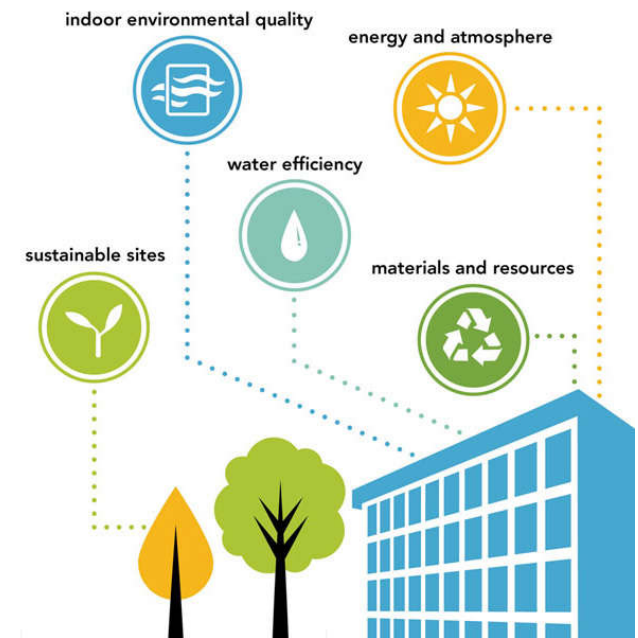 indoor environmental quality
energy and atmosphere
water efficiency
sustainable sites
materials and resources